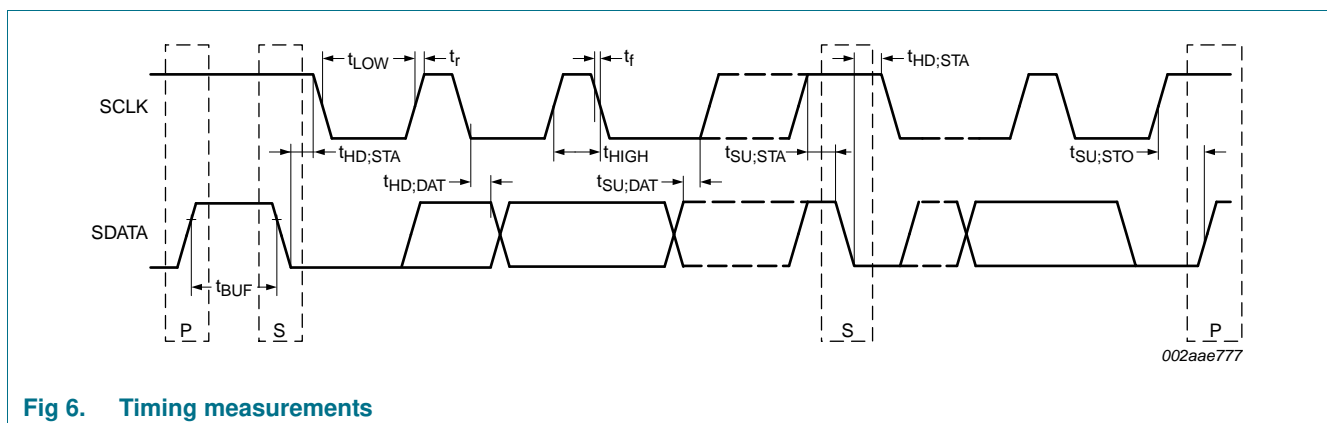 tLOW tr tf tHD;STA
SCLK
tHD;STA tHIGH tSU;STA tSU;STO
tHD;DAT tSU;DAT
SDATA
tBUF
P S S P
002aae777
Fig 6. Timing measurements